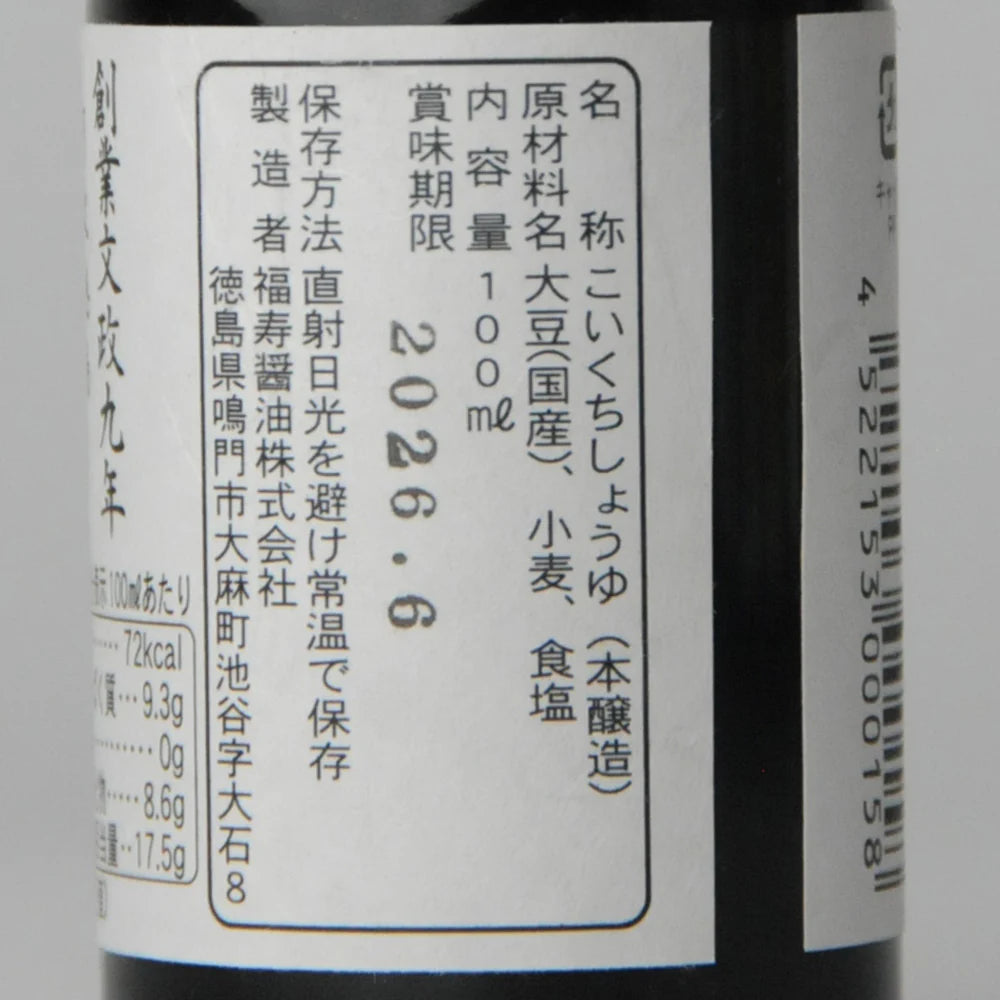 名称 こいくちしょうゆ（本醸造）
原材料名 大豆（国産）、小麦、食塩
内容量 100㎖
賞味期限 2026.6
保存方法 直射日光を避け常温で保存
製造者 福寿醤油株式会社
徳島県鳴門市大麻町池谷字大石8
創業文政九年
100㎖あたり
72kcal
質 9.3g
0g
物 8.6g
量 17.5g
4 522153 000158